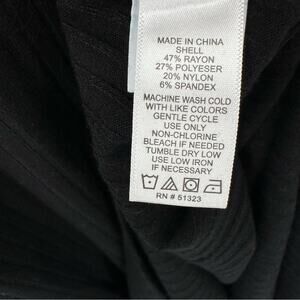 MADE IN CHINA
SHELL
47% RAYON
27% POLYESER
20% NYLON
6% SPANDEX
MACHINE WASH COLD
WITH LIKE COLORS
GENTLE CYCLE
USE ONLY
NON-CHLORINE
BLEACH IF NEEDED
TUMBLE DRY LOW
USE LOW IRON
IF NECESSARY
RN # 51323